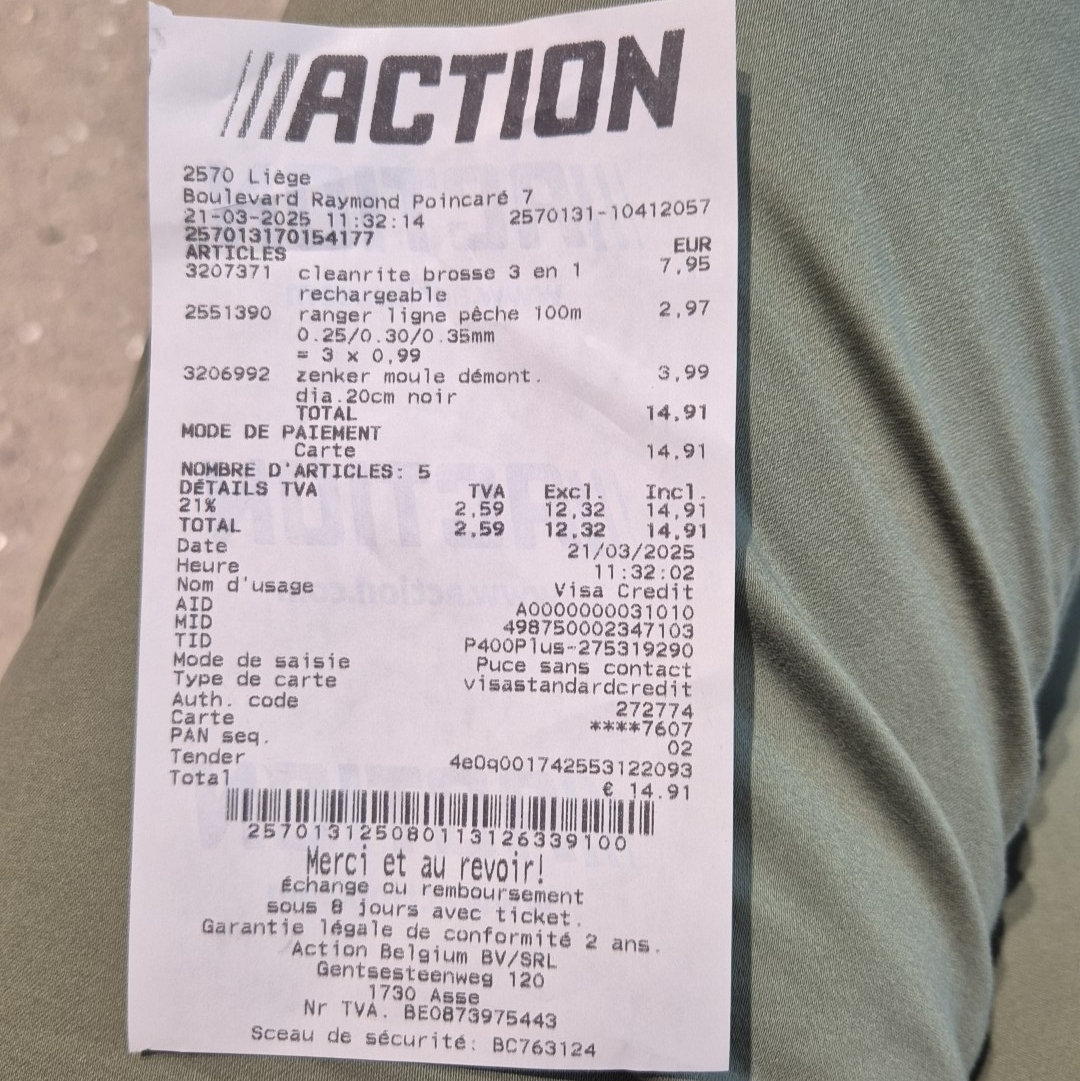 ///ACTION
2570 Liège
Boulevard Raymond Poincaré 7
21-03-2025 11:32:14 2570131-10412057
257013170154177
ARTICLES EUR
3207371 cleanrite brosse 3 en 1 7,95
rechargeable
2551390 ranger ligne pêche 100m 2,97
0.25/0.30/0.35mm
= 3 x 0,99
3206992 zenker moule démont. 3,99
dia.20cm noir
TOTAL 14,91
MODE DE PAIEMENT
Carte 14,91
NOMBRE D'ARTICLES: 5
DÉTAILS TVA TVA Excl. Incl.
21% 2,59 12,32 14,91
TOTAL 2,59 12,32 14,91
Date 21/03/2025
Heure 11:32:02
Nom d'usage Visa Credit
AID A0000000031010
MID 498750002347103
TID P400Plus-275319290
Mode de saisie Puce sans contact
Type de carte visastandardcredit
Auth. code 272774
Carte ****7607
PAN seq. 02
Tender 4e0q001742553122093
Total € 14.91
257013125080113126339100
Merci et au revoir!
Échange ou remboursement
sous 8 jours avec ticket.
Garantie légale de conformité 2 ans.
Action Belgium BV/SRL
Gentsesteenweg 120
1730 Asse
Nr TVA. BE0873975443
Sceau de sécurité: BC763124